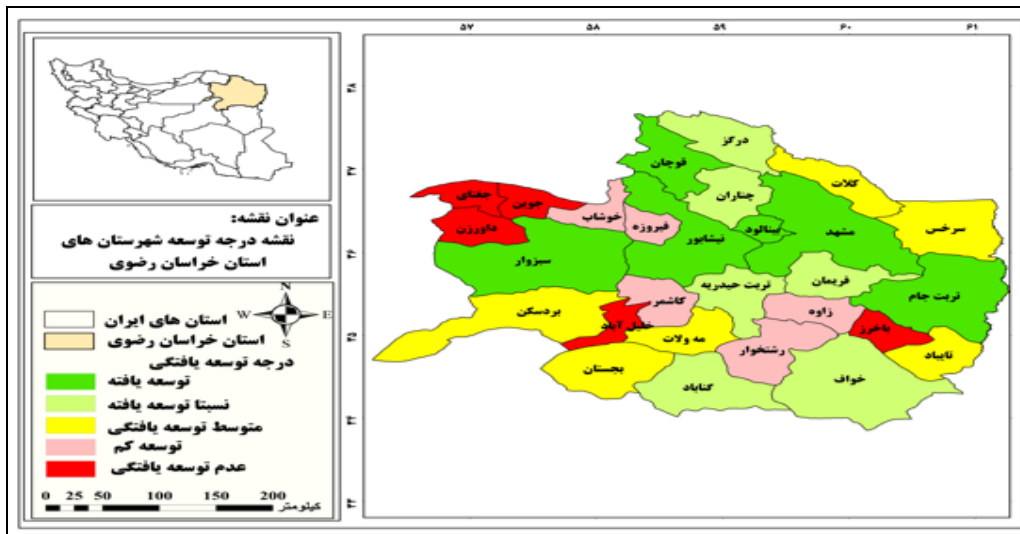 ۵۷ ۵۸ ۵۹ ۶۰ ۶۱
۳۷
۳۶
عنوان نقشه:
نقشه درجه توسعه شهرستان های
استان خراسان رضوی
N
W E
S
استان های ایران
استان خراسان رضوی
درجه توسعه یافتگی
توسعه یافته
نسبتا توسعه یافته
متوسط توسعه یافتگی
توسعه کم
عدم توسعه یافتگی
0 25 50 100 150 200
کیلومتر
درگز
قوچان
کلات
چناران
جغتای
جوین
خوشاب
فیروزه
نیشابور
بینالود
مشهد
سرخس
داورزن
سبزوار
فریمان
تربت حیدریه
تربت جام
کاشمر
زاوه
بردسکن
خلیل آباد
مه ولات
رشتخوار
باخرز
تایباد
بجستان
گناباد
خواف